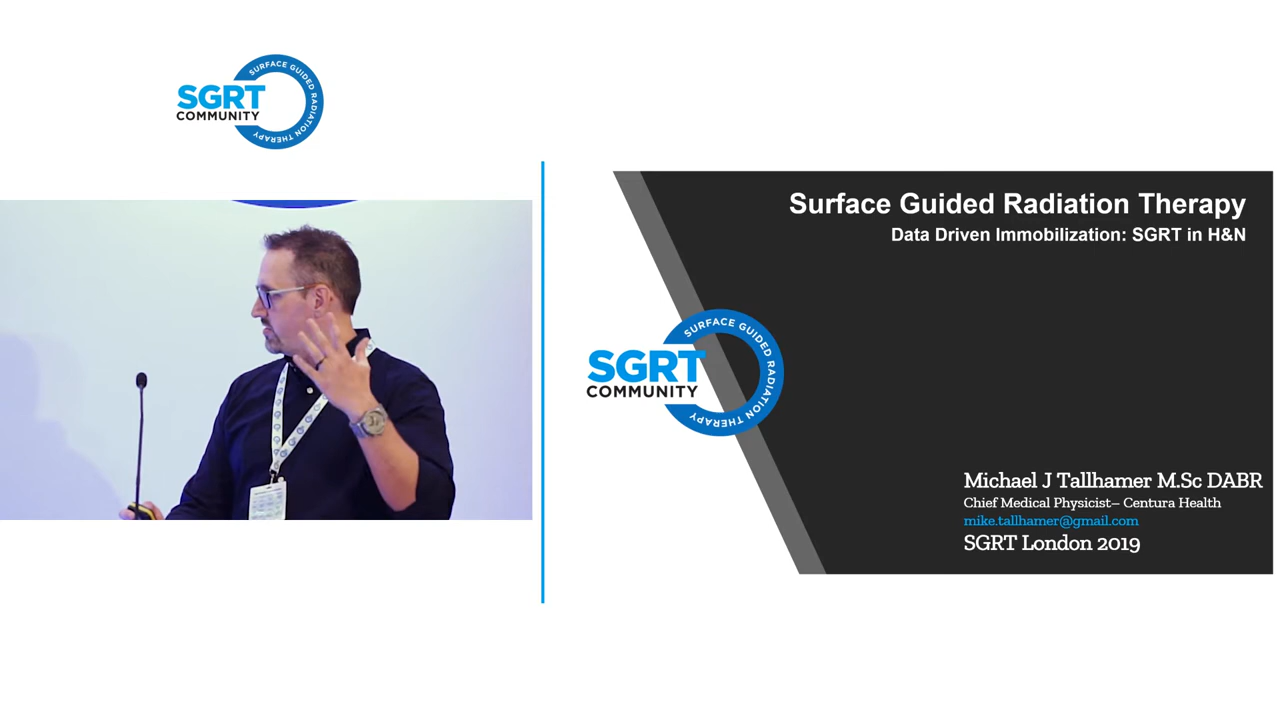 SGRT
COMMUNITY
SURFACE GUIDED RADIATION THERAPY
Surface Guided Radiation Therapy
Data Driven Immobilization: SGRT in H&N
SGRT
COMMUNITY
SURFACE GUIDED RADIATION THERAPY
Michael J Tallhamer M.Sc DABR
Chief Medical Physicist– Centura Health
mike.tallhamer@gmail.com
SGRT London 2019